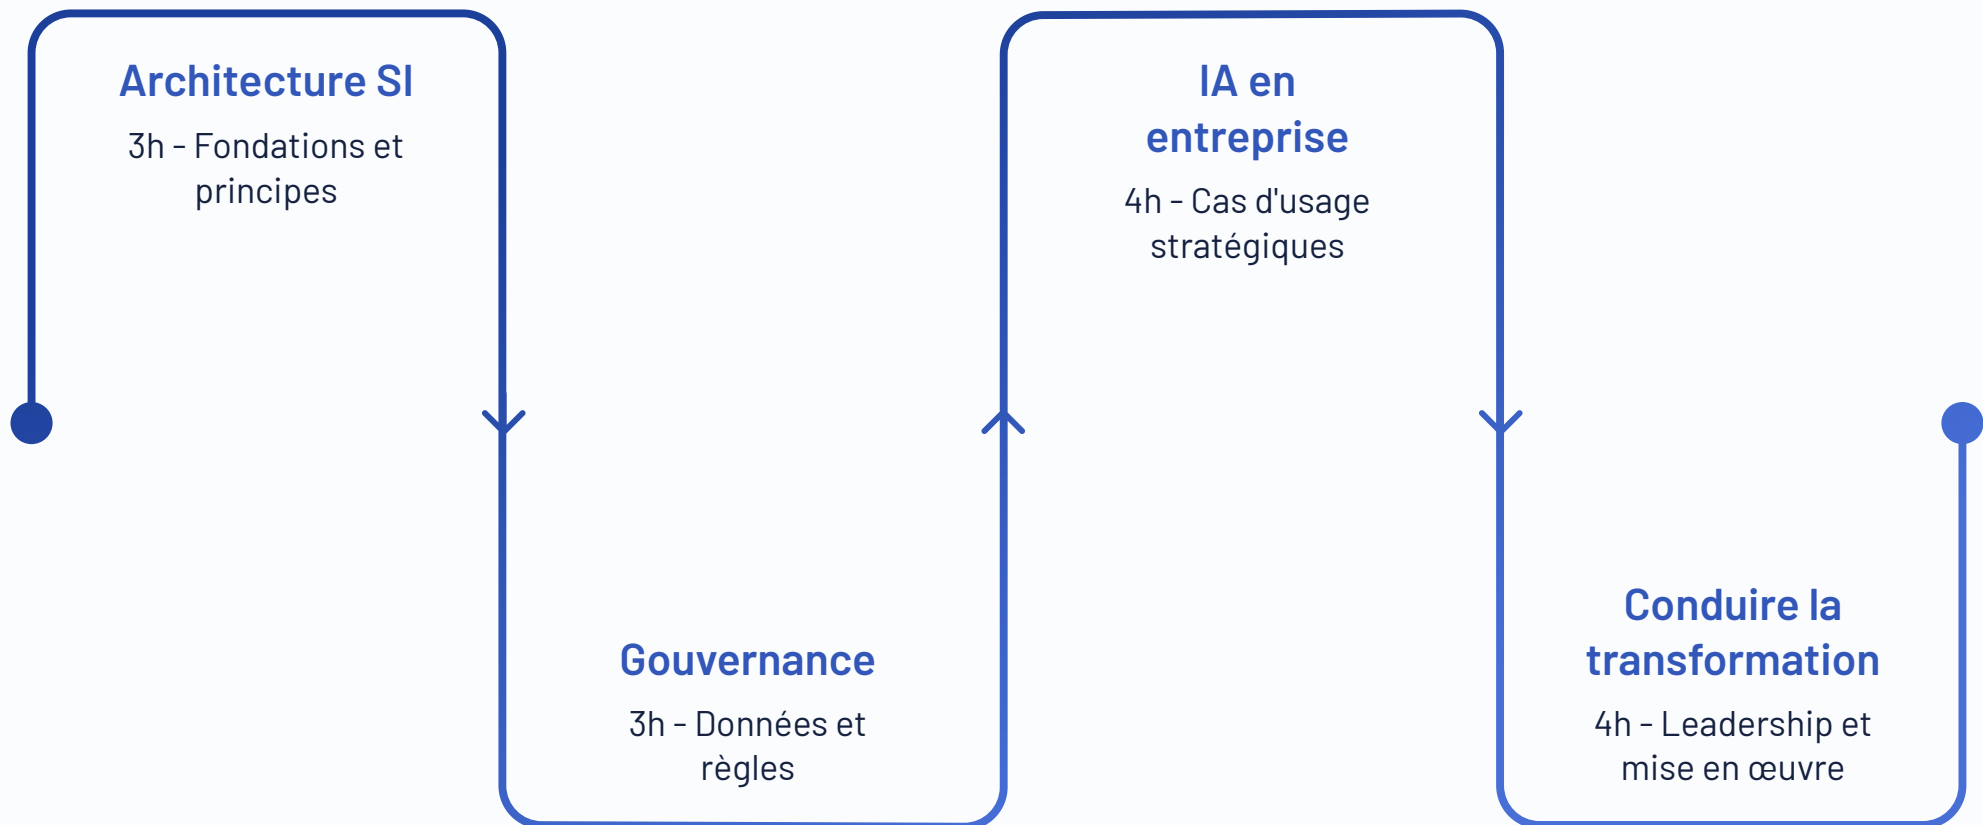 Architecture SI
3h - Fondations et
principes
Gouvernance
3h - Données et
règles
IA en
entreprise
4h - Cas d'usage
stratégiques
Conduire la
transformation
4h - Leadership et
mise en œuvre